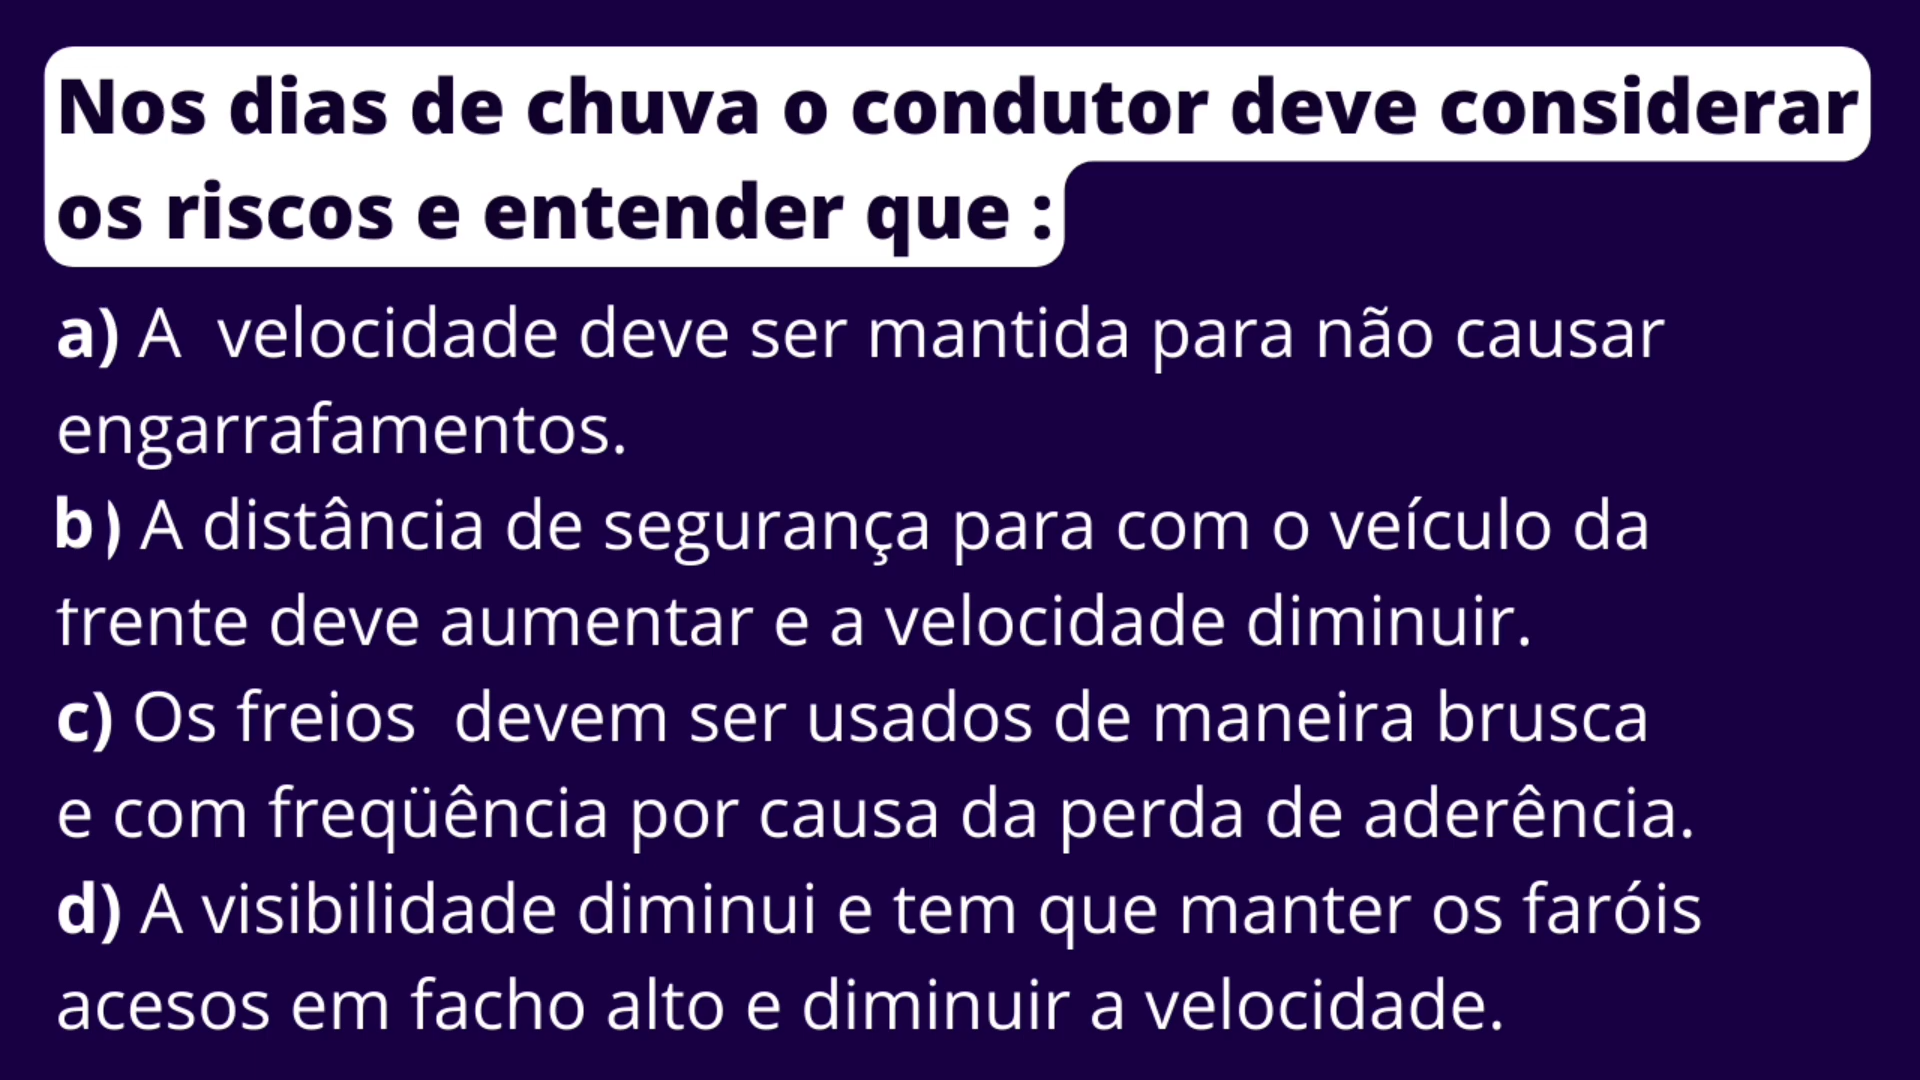 Nos dias de chuva o condutor deve considerar
os riscos e entender que :
a) A velocidade deve ser mantida para não causar
engarrafamentos.
b) A distância de segurança para com o veículo da
frente deve aumentar e a velocidade diminuir.
c) Os freios devem ser usados de maneira brusca
e com freqüência por causa da perda de aderência.
d) A visibilidade diminui e tem que manter os faróis
acesos em facho alto e diminuir a velocidade.